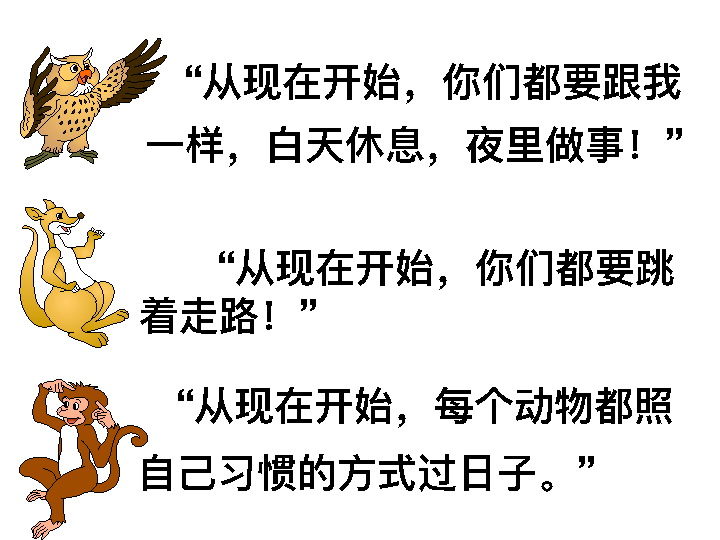 “从现在开始，你们都要跟我
一样，白天休息，夜里做事！”
“从现在开始，你们都要跳
着走路！”
“从现在开始，每个动物都照
自己习惯的方式过日子。”